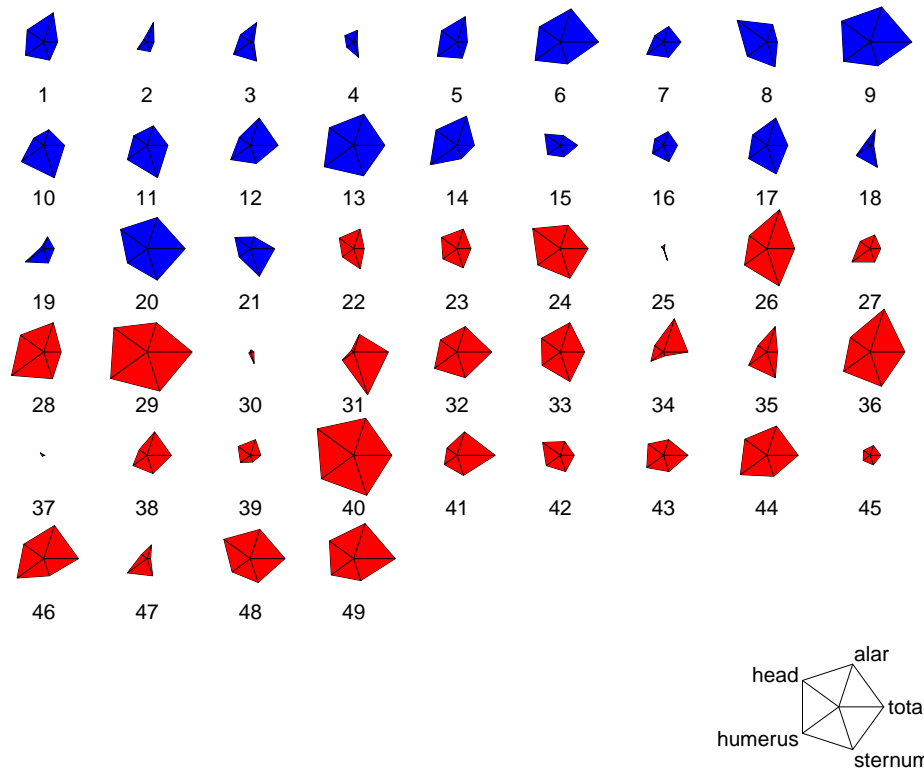 1 2 3 4 5 6 7 8 9
10 11 12 13 14 15 16 17 18
19 20 21 22 23 24 25 26 27
28 29 30 31 32 33 34 35 36
37 38 39 40 41 42 43 44 45
46 47 48 49
alar
head
tota
humerus
sternum